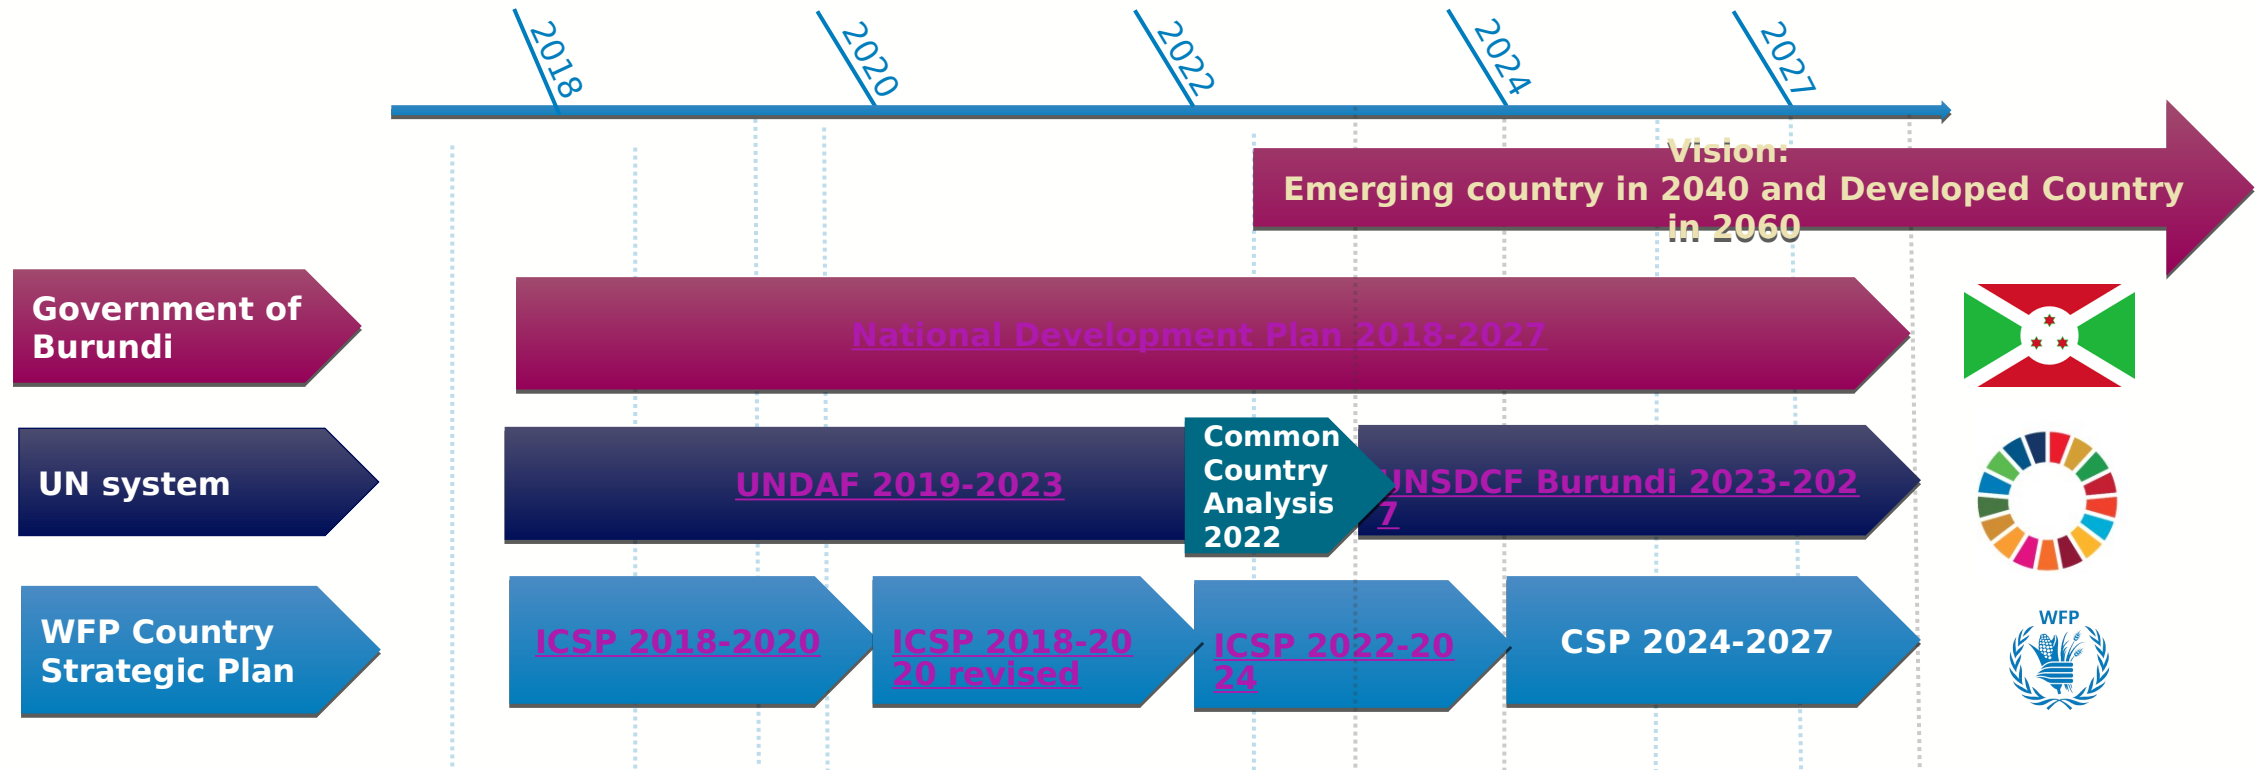 2018
2020
2022
2024
2027
Vision:
Emerging country in 2040 and Developed Country
in 2060
Government of
Burundi
National Development Plan 2018-2027
UN system
UNDAF 2019-2023
Common
Country
Analysis
2022
UNSDCF Burundi 2023-202
7
WFP Country
Strategic Plan
ICSP 2018-2020
ICSP 2018-20
20 revised
ICSP 2022-20
24
CSP 2024-2027
WFP